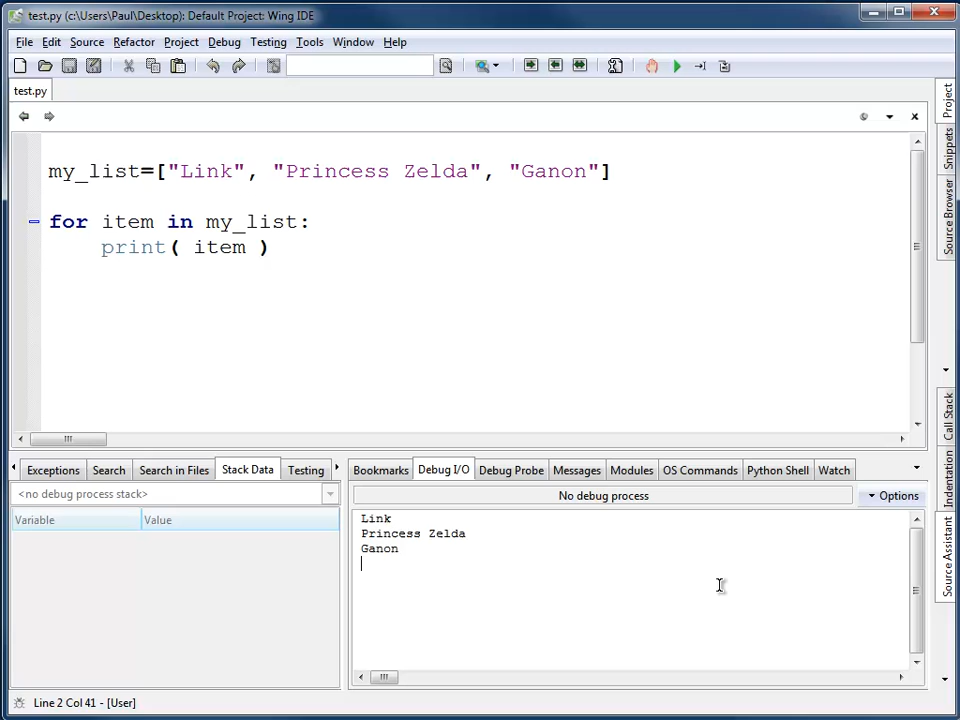 test.py (c:\Users\Paul\Desktop): Default Project: Wing IDE
File Edit Source Refactor Project Debug Testing Tools Window Help
test.py
my_list=["Link", "Princess Zelda", "Ganon"]
for item in my_list:
    print( item )
Project
Snippets
Source Browser
Call Stack
Indentation
Source Assistant
Exceptions Search Search in Files Stack Data Testing
<no debug process stack>
Variable Value
Bookmarks Debug I/O Debug Probe Messages Modules OS Commands Python Shell Watch
No debug process Options
Link
Princess Zelda
Ganon
Line 2 Col 41 - [User]